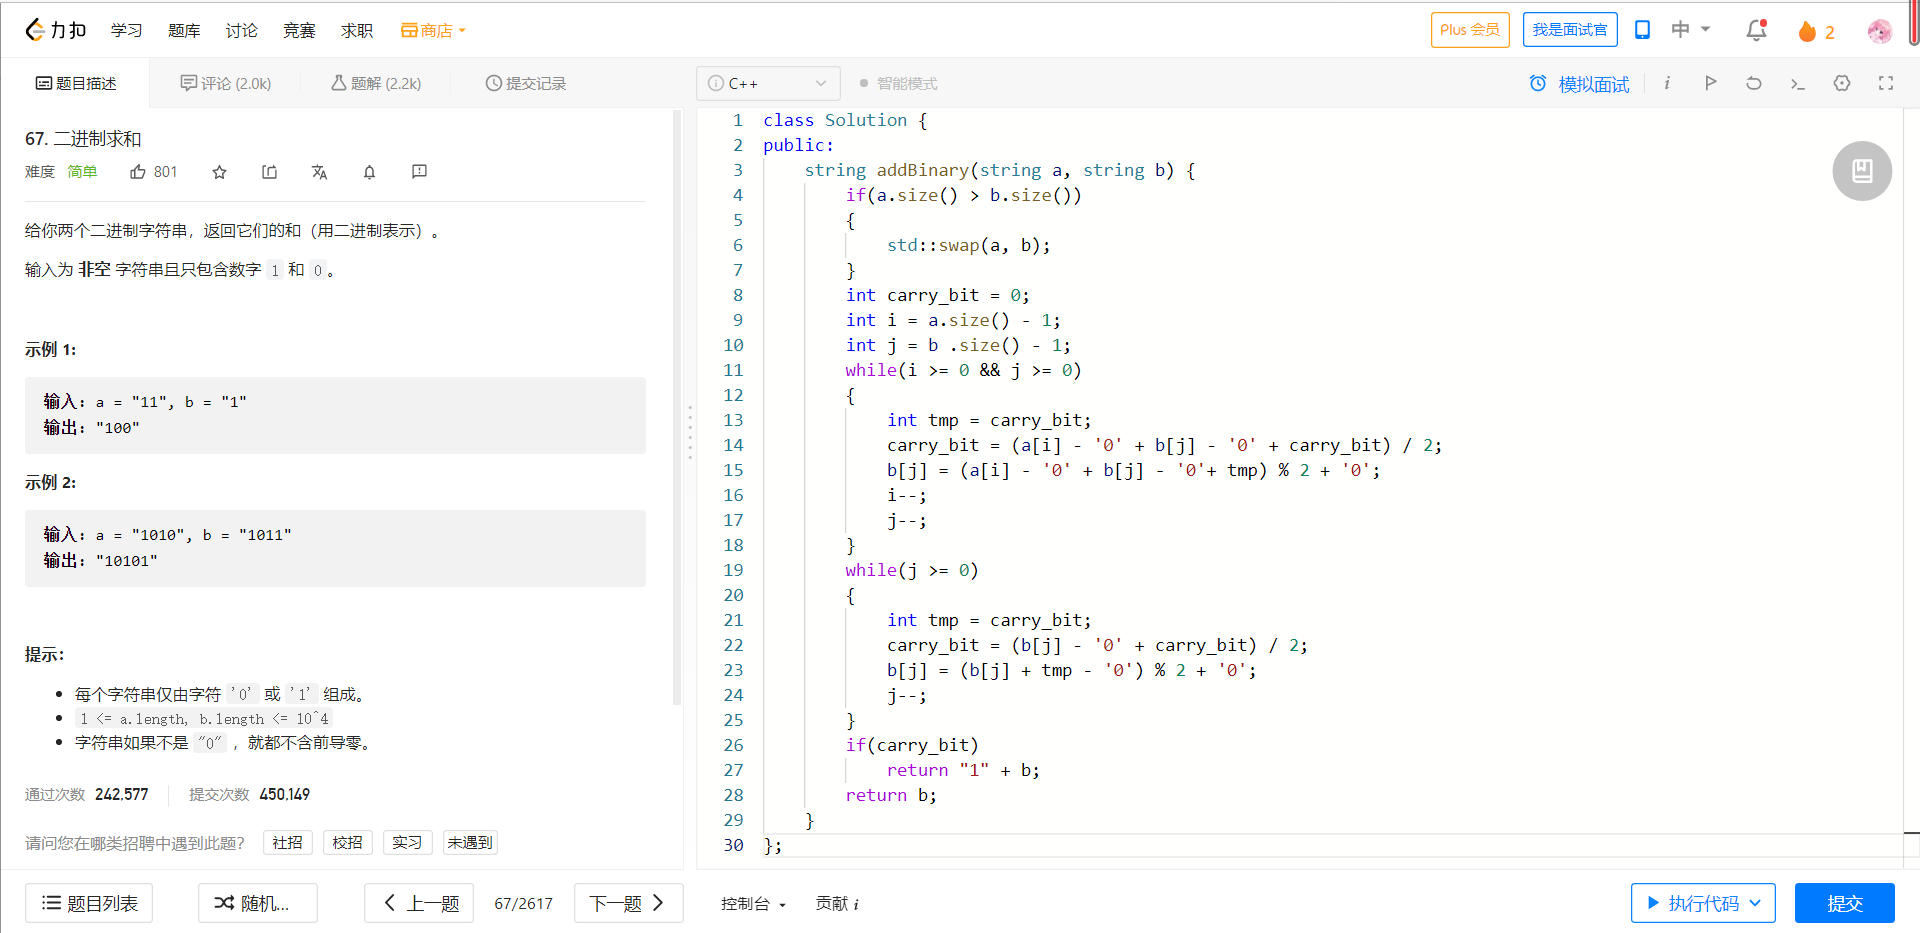 力扣 学习 题库 讨论 竞赛 求职 商店 Plus 会员 我是面试官 中 2
题目描述 评论 (2.0k) 题解 (2.2k) 提交记录
67. 二进制求和
难度 简单 801
给你两个二进制字符串，返回它们的和（用二进制表示）。
输入为 非空 字符串且只包含数字 1 和 0。
示例 1:
输入: a = "11", b = "1"
输出: "100"
示例 2:
输入: a = "1010", b = "1011"
输出: "10101"
提示：
每个字符串仅由字符 '0' 或 '1' 组成。
1 <= a.length, b.length <= 10^4
字符串如果不是 "0" ，就都不含前导零。
通过次数 242,577 提交次数 450,149
请问您在哪类招聘中遇到此题？ 社招 校招 实习 未遇到
题目列表 随机... 上一题 67/2617 下一题
C++ 智能模式 模拟面试 i
1 class Solution {
2 public:
3     string addBinary(string a, string b) {
4         if(a.size() > b.size())
5         {
6             std::swap(a, b);
7         }
8         int carry_bit = 0;
9         int i = a.size() - 1;
10         int j = b .size() - 1;
11         while(i >= 0 && j >= 0)
12         {
13             int tmp = carry_bit;
14             carry_bit = (a[i] - '0' + b[j] - '0' + carry_bit) / 2;
15             b[j] = (a[i] - '0' + b[j] - '0'+ tmp) % 2 + '0';
16             i--;
17             j--;
18         }
19         while(j >= 0)
20         {
21             int tmp = carry_bit;
22             carry_bit = (b[j] - '0' + carry_bit) / 2;
23             b[j] = (b[j] + tmp - '0') % 2 + '0';
24             j--;
25         }
26         if(carry_bit)
27             return "1" + b;
28         return b;
29     }
30 };
控制台 贡献 i 执行代码 提交